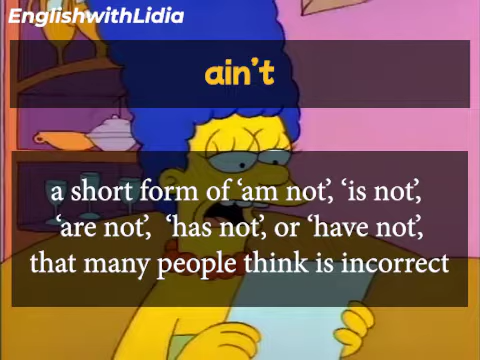 EnglishwithLidia
ain't
a short form of ‘am not’, ‘is not’,
‘are not’,  ‘has not’, or ‘have not’,
that many people think is incorrect